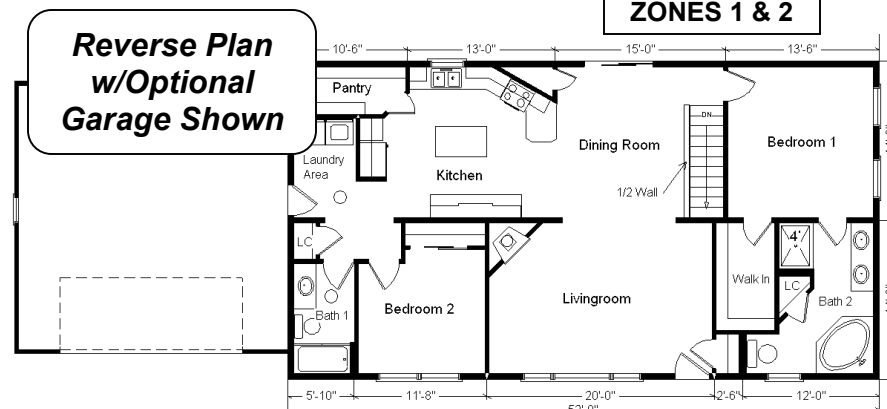 ZONES 1 & 2
Reverse Plan
w/Optional
Garage Shown
10'-6" 13'-0" 15'-0" 13'-6"
Pantry
DN
Laundry
Area
Kitchen
Dining Room
Bedroom 1
1/2 Wall
LC
4'
Walk In
LC
Bath 2
Bath 1
Bedroom 2
Livingroom
5'-10" 11'-8" 20'-0" 2'-6" 12'-0"